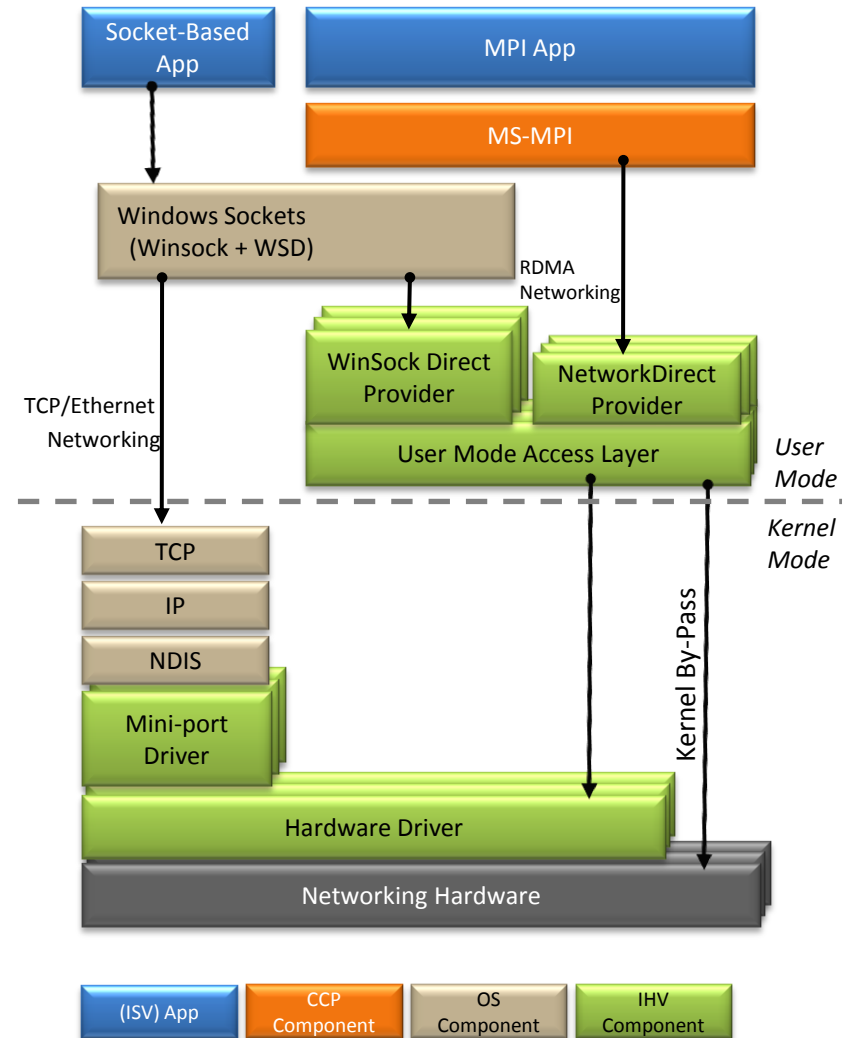 Socket-Based
App
MPI App
MS-MPI
Windows Sockets
(Winsock + WSD)
RDMA
Networking
WinSock Direct
Provider
NetworkDirect
Provider
TCP/Ethernet
Networking
User Mode Access Layer
User
Mode
Kernel
Mode
TCP
IP
NDIS
Kernel By-Pass
Mini-port
Driver
Hardware Driver
Networking Hardware
(ISV) App
CCP
Component
OS
Component
IHV
Component